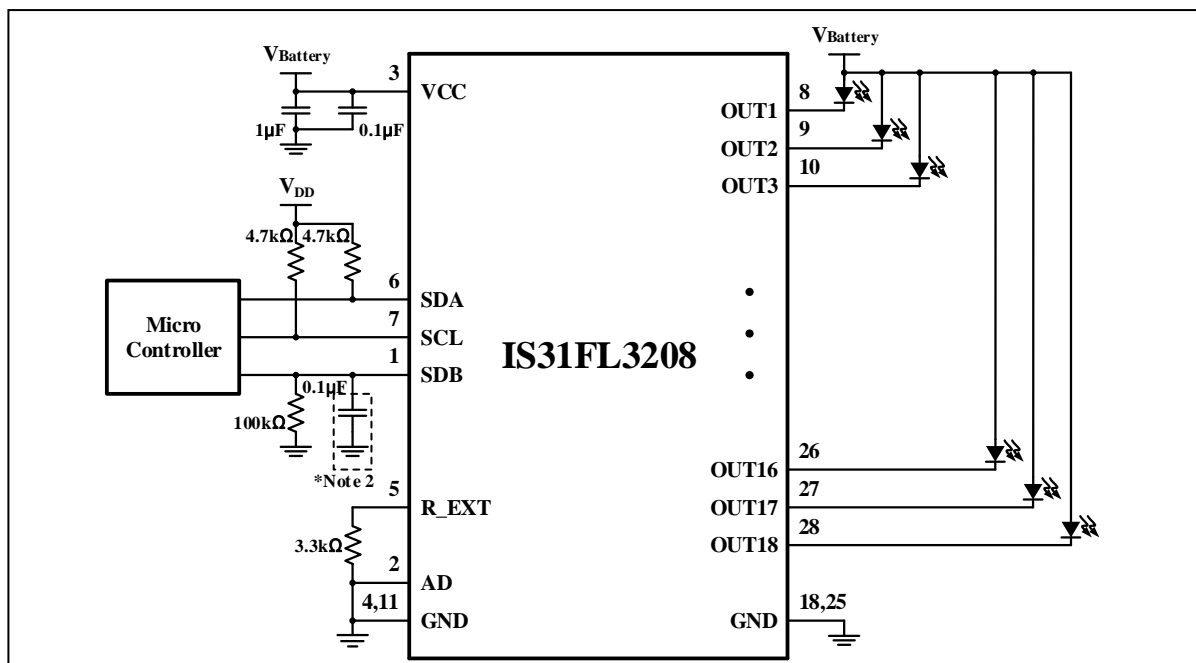 VBattery
3
VCC
1µF
0.1µF
VDD
4.7kΩ
4.7kΩ
6
SDA
7
SCL
1
SDB
Micro
Controller
0.1µF
100kΩ
*Note 2
5
R_EXT
3.3kΩ
2
AD
4,11
GND
IS31FL3208
VBattery
8
OUT1
9
OUT2
10
OUT3
26
OUT16
27
OUT17
28
OUT18
18,25
GND